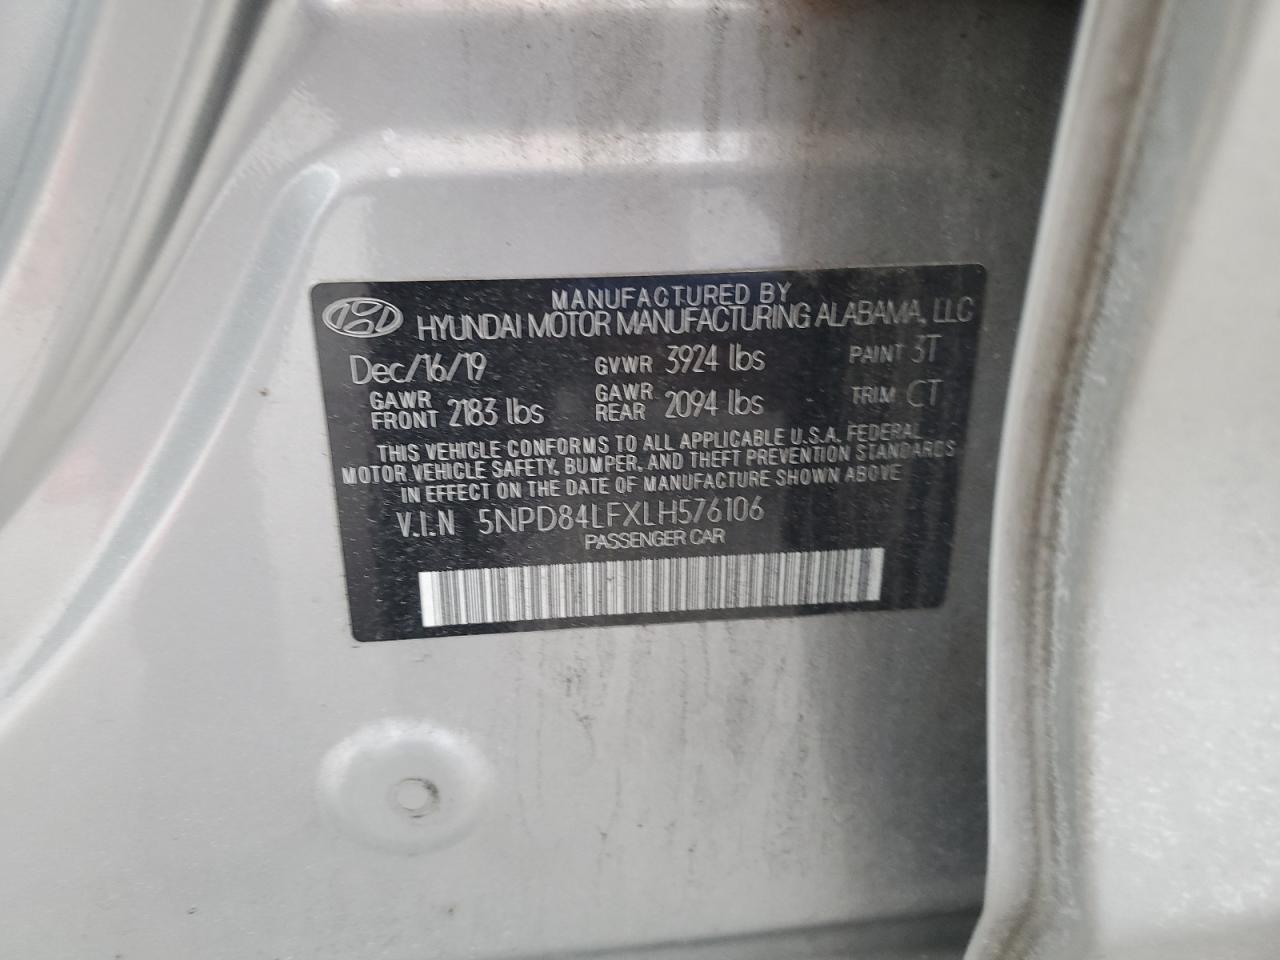 MANUFACTURED BY
HYUNDAI MOTOR MANUFACTURING ALABAMA, LLC
Dec/16/19 GVWR 3924 lbs PAINT 3T
GAWR FRONT 2183 lbs GAWR REAR 2094 lbs TRIM CT
THIS VEHICLE CONFORMS TO ALL APPLICABLE U.S.A. FEDERAL
MOTOR VEHICLE SAFETY, BUMPER, AND THEFT PREVENTION STANDARDS
IN EFFECT ON THE DATE OF MANUFACTURE SHOWN ABOVE
V.I.N 5NPD84LFXLH576106
PASSENGER CAR